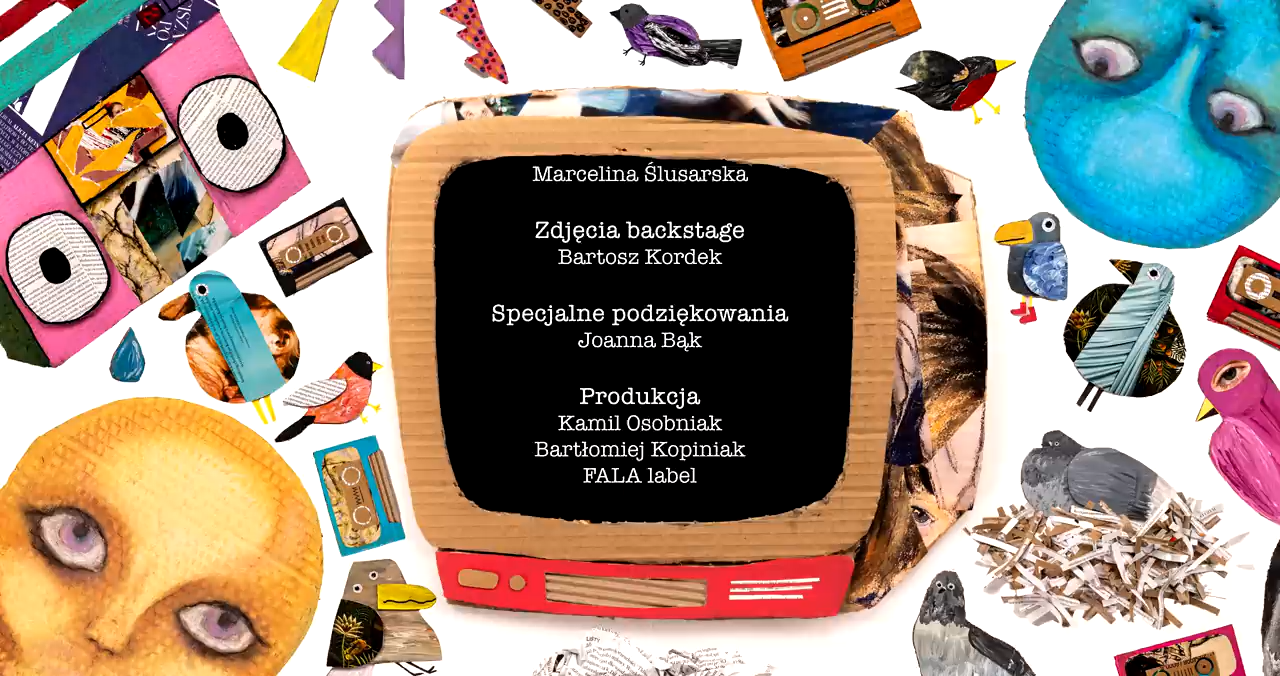 Marcelina Ślusarska
Zdjęcia backstage
Bartosz Kordek
Specjalne podziękowania
Joanna Bąk
Produkcja
Kamil Osobniak
Bartłomiej Kopiniak
FALA label